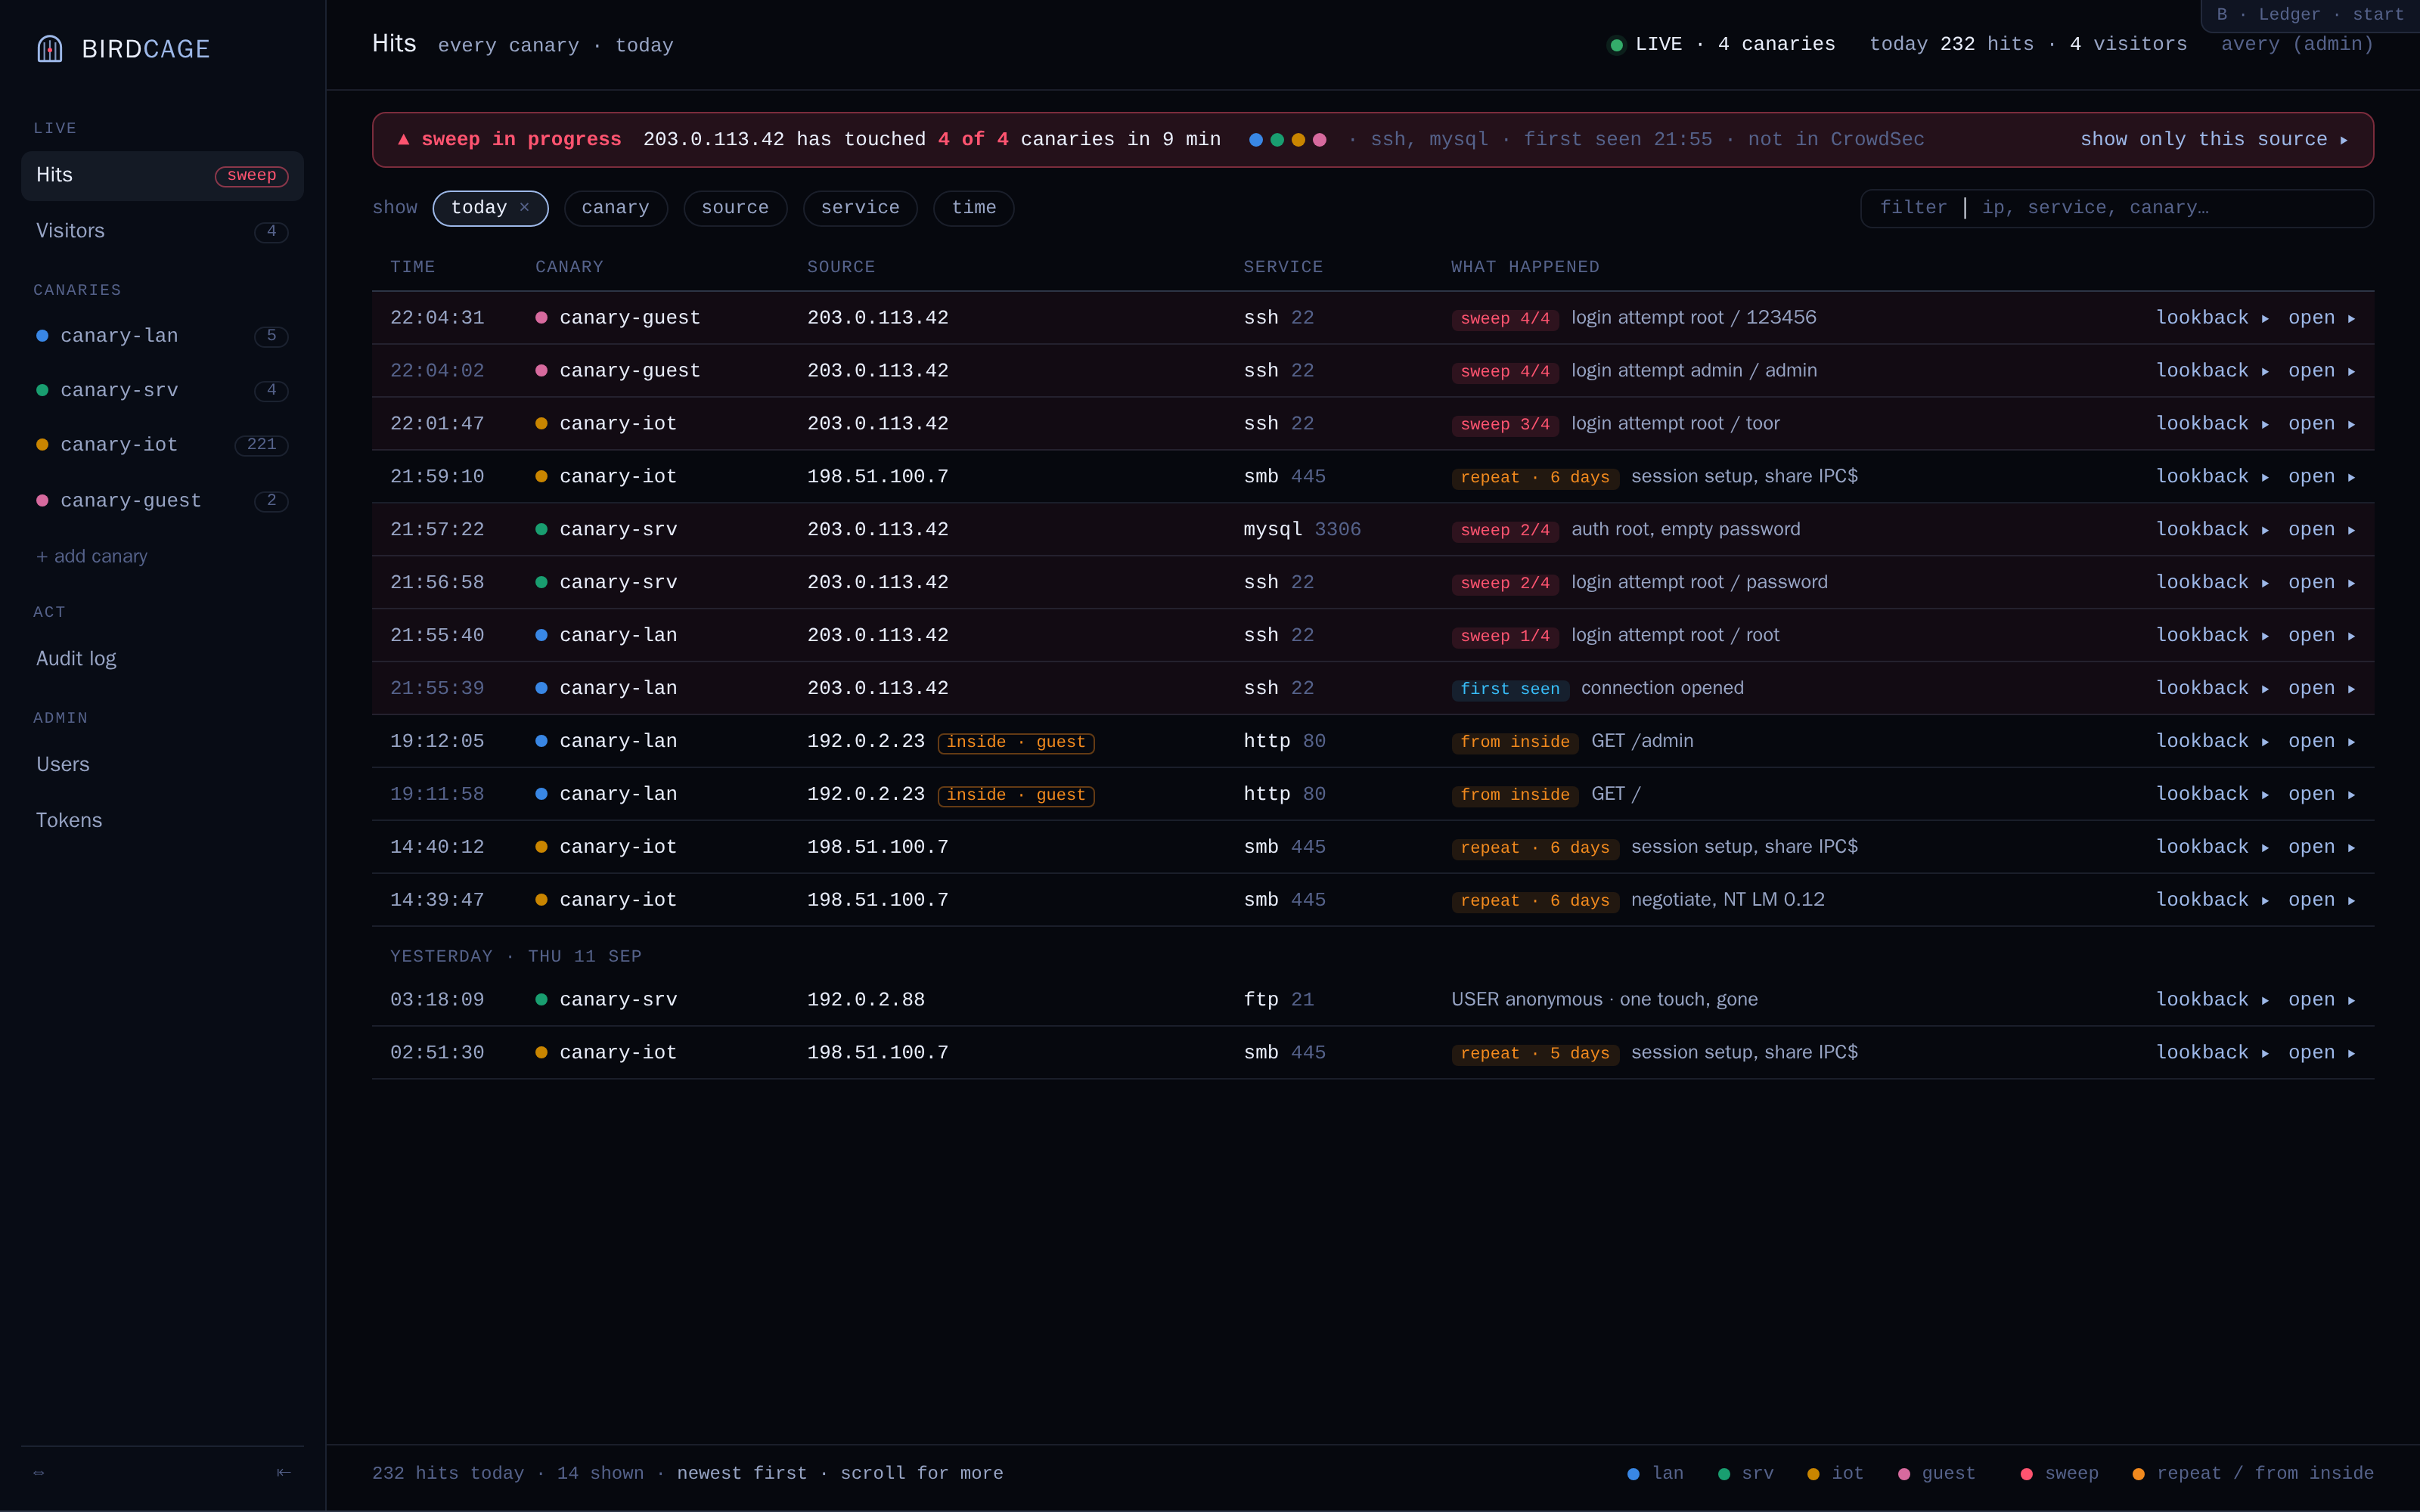 BIRDCAGE
LIVE
Hits sweep
Visitors 4
CANARIES
canary-lan 5
canary-srv 4
canary-iot 221
canary-guest 2
+ add canary
ACT
Audit log
ADMIN
Users
Tokens
B · Ledger · start
Hits every canary · today
LIVE · 4 canaries today 232 hits · 4 visitors avery (admin)
▲ sweep in progress 203.0.113.42 has touched 4 of 4 canaries in 9 min · ssh, mysql · first seen 21:55 · not in CrowdSec show only this source ▸
show today × canary source service time filter ip, service, canary…
TIME CANARY SOURCE SERVICE WHAT HAPPENED
22:04:31 canary-guest 203.0.113.42 ssh 22 sweep 4/4 login attempt root / 123456 lookback ▸ open ▸
22:04:02 canary-guest 203.0.113.42 ssh 22 sweep 4/4 login attempt admin / admin lookback ▸ open ▸
22:01:47 canary-iot 203.0.113.42 ssh 22 sweep 3/4 login attempt root / toor lookback ▸ open ▸
21:59:10 canary-iot 198.51.100.7 smb 445 repeat · 6 days session setup, share IPC$ lookback ▸ open ▸
21:57:22 canary-srv 203.0.113.42 mysql 3306 sweep 2/4 auth root, empty password lookback ▸ open ▸
21:56:58 canary-srv 203.0.113.42 ssh 22 sweep 2/4 login attempt root / password lookback ▸ open ▸
21:55:40 canary-lan 203.0.113.42 ssh 22 sweep 1/4 login attempt root / root lookback ▸ open ▸
21:55:39 canary-lan 203.0.113.42 ssh 22 first seen connection opened lookback ▸ open ▸
19:12:05 canary-lan 192.0.2.23 inside · guest http 80 from inside GET /admin lookback ▸ open ▸
19:11:58 canary-lan 192.0.2.23 inside · guest http 80 from inside GET / lookback ▸ open ▸
14:40:12 canary-iot 198.51.100.7 smb 445 repeat · 6 days session setup, share IPC$ lookback ▸ open ▸
14:39:47 canary-iot 198.51.100.7 smb 445 repeat · 6 days negotiate, NT LM 0.12 lookback ▸ open ▸
YESTERDAY · THU 11 SEP
03:18:09 canary-srv 192.0.2.88 ftp 21 USER anonymous · one touch, gone lookback ▸ open ▸
02:51:30 canary-iot 198.51.100.7 smb 445 repeat · 5 days session setup, share IPC$ lookback ▸ open ▸
232 hits today · 14 shown · newest first · scroll for more lan srv iot guest sweep repeat / from inside